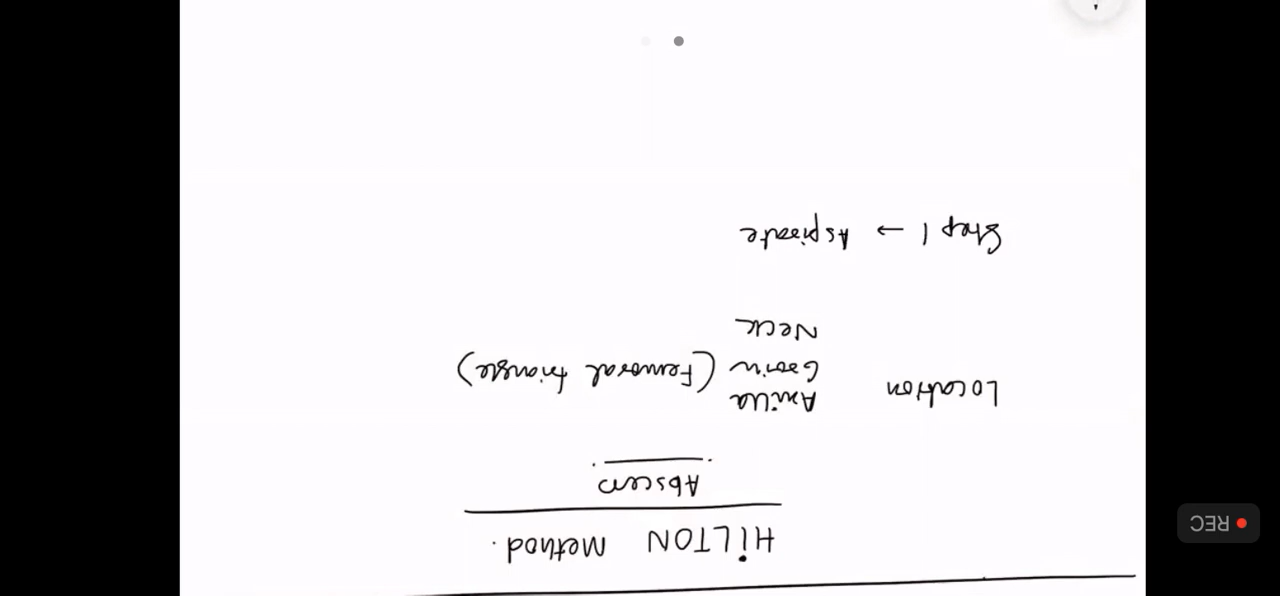 HILTON Method.
Abscess
Location Axilla
Groin (Femoral triangle)
Neck
Step 1 → Aspirate
REC